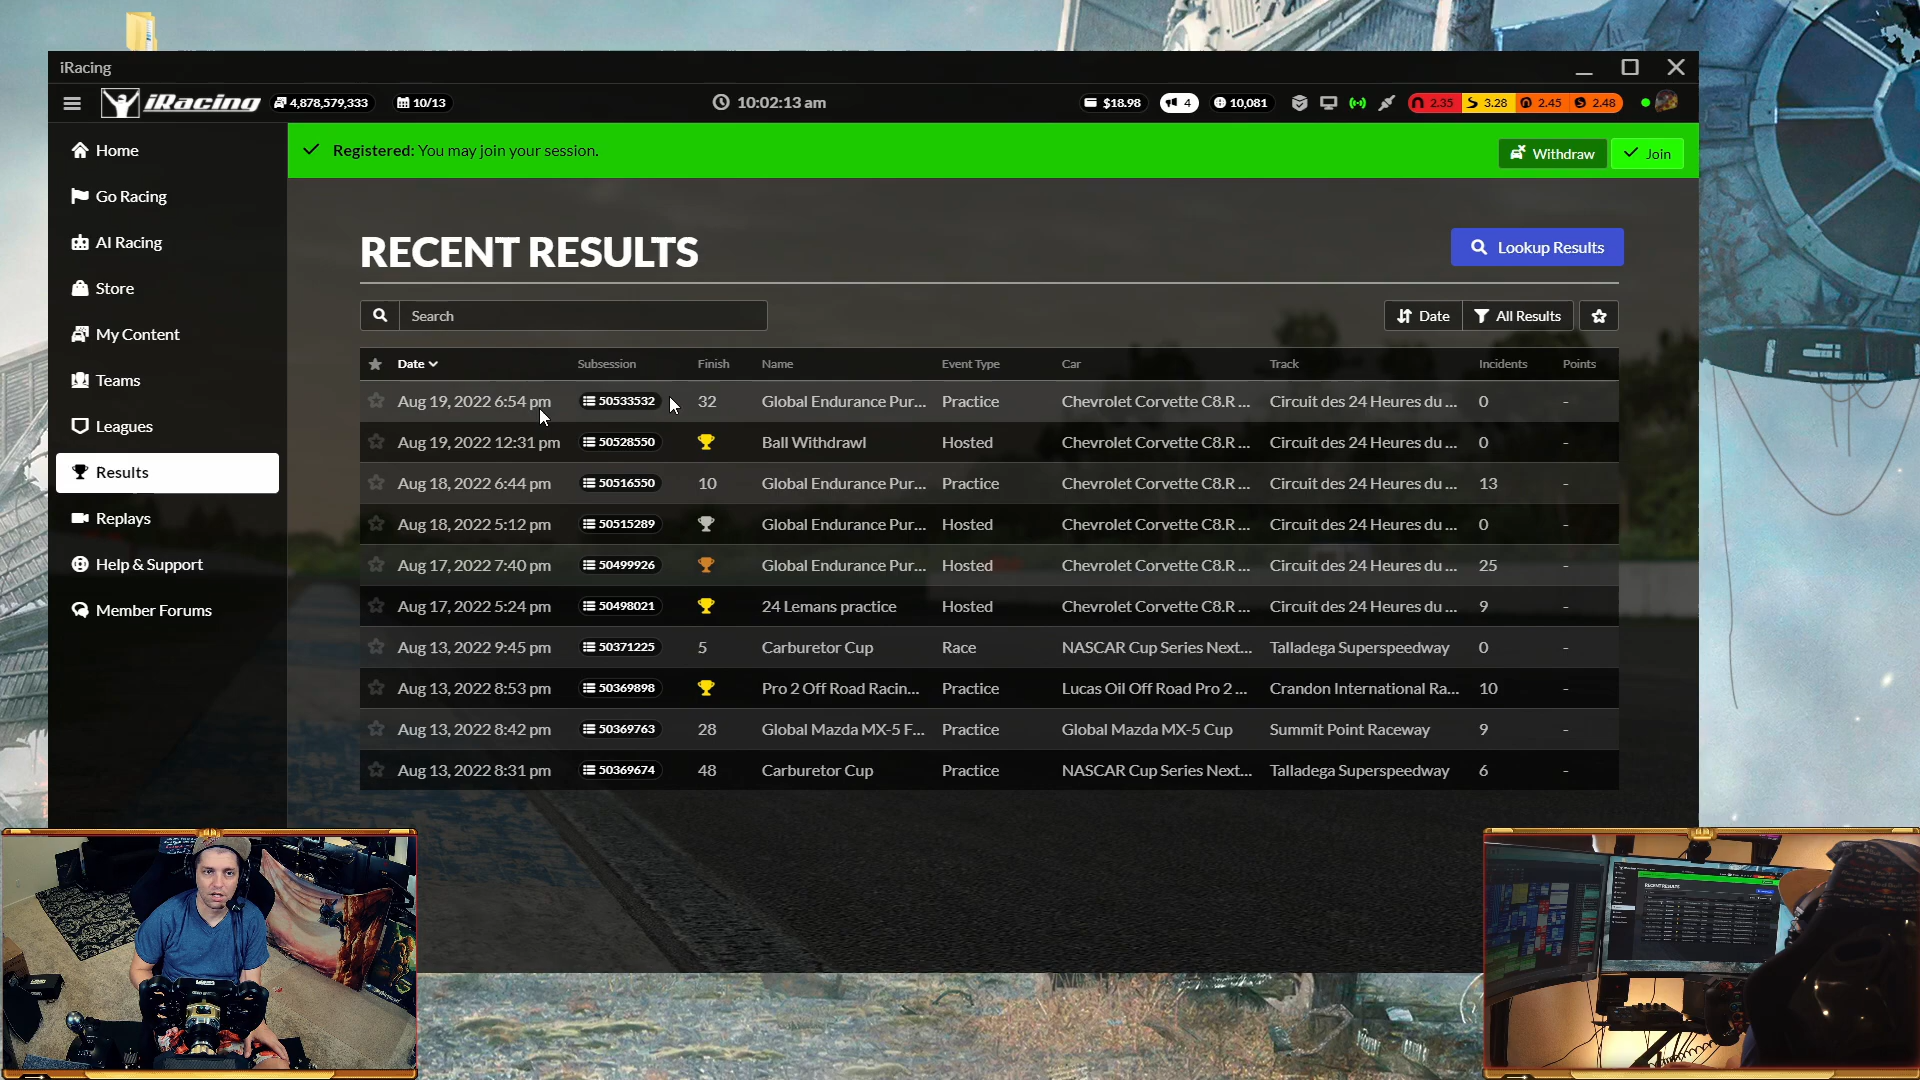 iRacing
iRacing 4,878,579,333 10/13 10:02:13 am $18.98 4 10,081 2.35 3.28 2.45 2.48
Home
Go Racing
AI Racing
Store
My Content
Teams
Leagues
Results
Replays
Help & Support
Member Forums
Registered: You may join your session. Withdraw Join
RECENT RESULTS Lookup Results
Search Date All Results
Date Subsession Finish Name Event Type Car Track Incidents Points
Aug 19, 2022 6:54 pm 50533532 32 Global Endurance Pur... Practice Chevrolet Corvette C8.R ... Circuit des 24 Heures du ... 0 -
Aug 19, 2022 12:31 pm 50528550 Ball Withdrawl Hosted Chevrolet Corvette C8.R ... Circuit des 24 Heures du ... 0 -
Aug 18, 2022 6:44 pm 50516550 10 Global Endurance Pur... Practice Chevrolet Corvette C8.R ... Circuit des 24 Heures du ... 13 -
Aug 18, 2022 5:12 pm 50515289 Global Endurance Pur... Hosted Chevrolet Corvette C8.R ... Circuit des 24 Heures du ... 0 -
Aug 17, 2022 7:40 pm 50499926 Global Endurance Pur... Hosted Chevrolet Corvette C8.R ... Circuit des 24 Heures du ... 25 -
Aug 17, 2022 5:24 pm 50498021 24 Lemans practice Hosted Chevrolet Corvette C8.R ... Circuit des 24 Heures du ... 9 -
Aug 13, 2022 9:45 pm 50371225 5 Carburetor Cup Race NASCAR Cup Series Next... Talladega Superspeedway 0 -
Aug 13, 2022 8:53 pm 50369898 Pro 2 Off Road Racin... Practice Lucas Oil Off Road Pro 2 ... Crandon International Ra... 10 -
Aug 13, 2022 8:42 pm 50369763 28 Global Mazda MX-5 F... Practice Global Mazda MX-5 Cup Summit Point Raceway 9 -
Aug 13, 2022 8:31 pm 50369674 48 Carburetor Cup Practice NASCAR Cup Series Next... Talladega Superspeedway 6 -
RECENT RESULTS